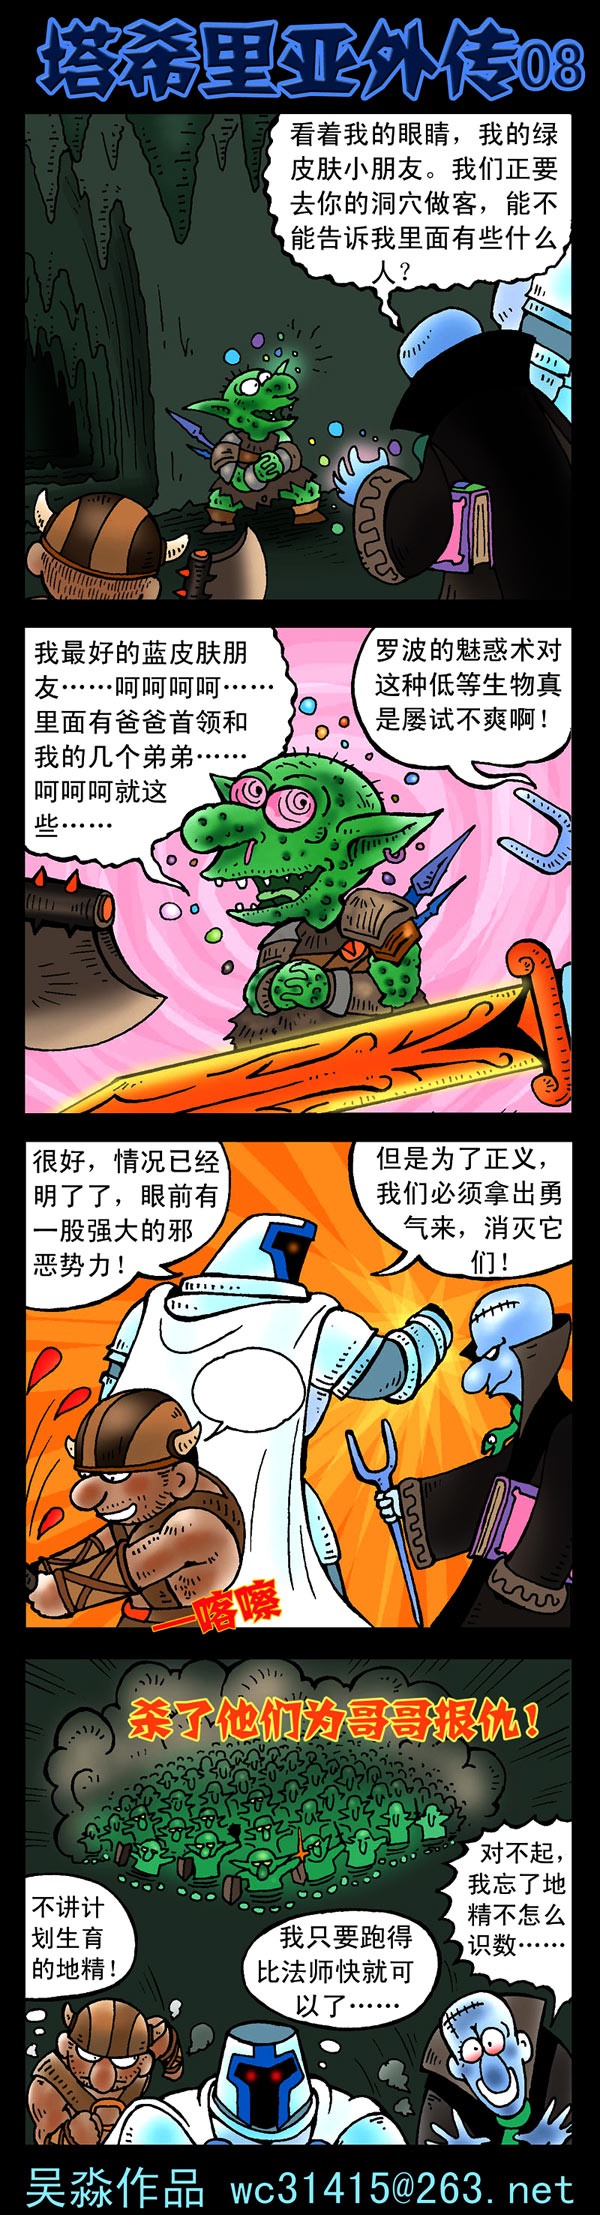 塔希里亚外传08
看着我的眼睛，我的绿
皮肤小朋友。我们正要
去你的洞穴做客，能不
能告诉我里面有些什么
人？
我最好的蓝皮肤朋
友……呵呵呵呵……
里面有爸爸首领和
我的几个弟弟……
呵呵呵就这
些……
罗波的魅惑术对
这种低等生物真
是屡试不爽啊！
很好，情况已经
明了了，眼前有
一股强大的邪
恶势力！
但是为了正义，
我们必须拿出勇
气来，消灭它
们！
—喀嚓
杀了他们为哥哥报仇！
不讲计
划生育
的地精！
我只要跑得
比法师快就可
以了……
对不起，
我忘了地
精不怎么
识数……
吴淼作品 wc31415@263.net